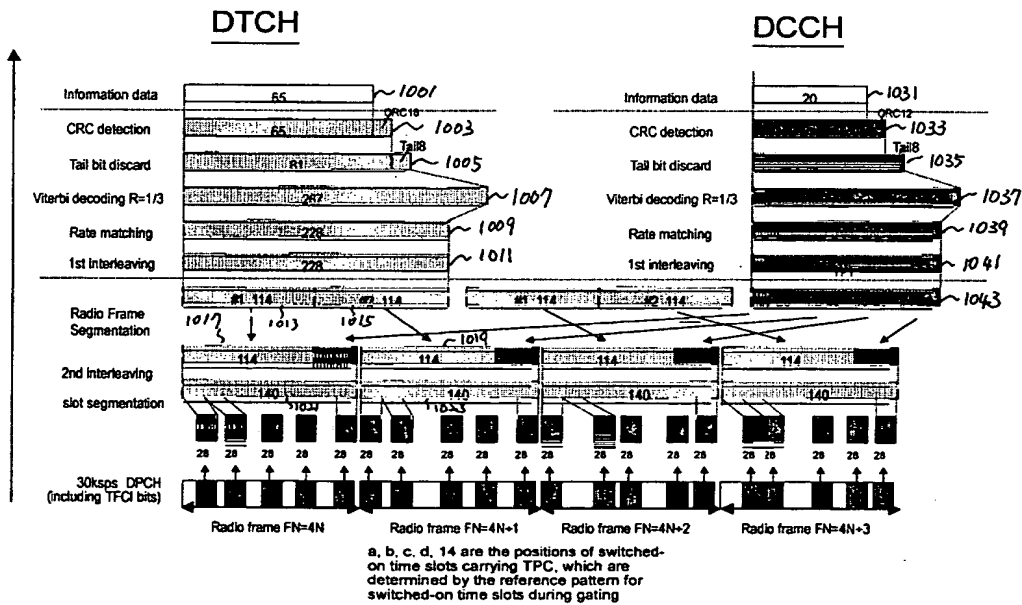 DTCH
DCCH
Information data
65
1001
Information data
20
1031
CRC detection
65
CRC16
1003
CRC detection
CRC12
1033
Tail bit discard
81
Tail8
1005
Tail bit discard
Tail8
1035
Viterbi decoding R=1/3
267
1007
Viterbi decoding R=1/3
1037
Rate matching
228
1009
Rate matching
1039
1st Interleaving
228
1011
1st interleaving
1041
#1 114
#2 114
#1 114
#2 114
1043
Radio Frame
Segmentation
1017
1013
1015
1019
114
114
114
114
2nd Interleaving
slot segmentation
140
1021
140
1023
140
140
28 28 28 28 28 28 28 28 28 28 28 28 28 28 28 28 28 28
30ksps DPCH
(including TFCI bits)
Radio frame FN=4N
Radio frame FN=4N+1
Radio frame FN=4N+2
Radio frame FN=4N+3
a, b, c, d, 14 are the positions of switched-
on time slots carrying TPC, which are
determined by the reference pattern for
switched-on time slots during gating